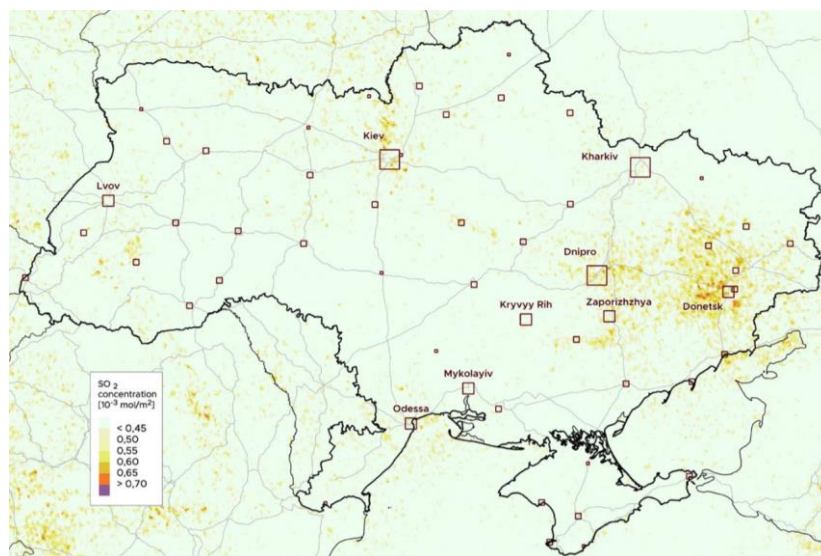 Kiev
Kharkiv
Lvov
Dnipro
Kryvyy Rih
Zaporizhzhya
Donetsk
Mykolayiv
Odessa
SO 2
concentration
[10⁻³ mol/m²]
< 0,45
0,50
0,55
0,60
0,65
> 0,70